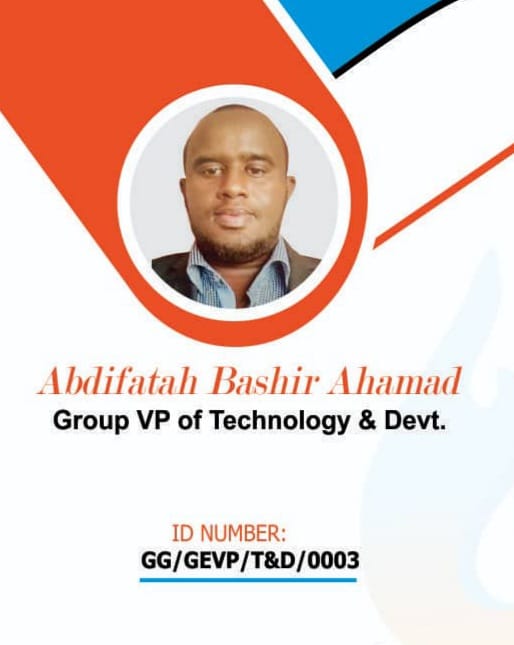 Abdifatah Bashir Ahamad
Group VP of Technology & Devt.
ID NUMBER:
GG/GEVP/T&D/0003